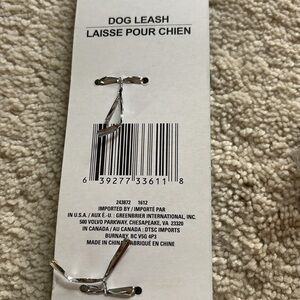 DOG LEASH
LAISSE POUR CHIEN
6 39277 33611 8
243872 1612
IMPORTED BY / IMPORTÉ PAR
IN U.S.A. / AUX É.-U. : GREENBRIER INTERNATIONAL, INC.
500 VOLVO PARKWAY, CHESAPEAKE, VA 23320
IN CANADA / AU CANADA : DTSC IMPORTS
BURNABY, BC V5G 4P3
MADE IN CHINA/FABRIQUÉ EN CHINE